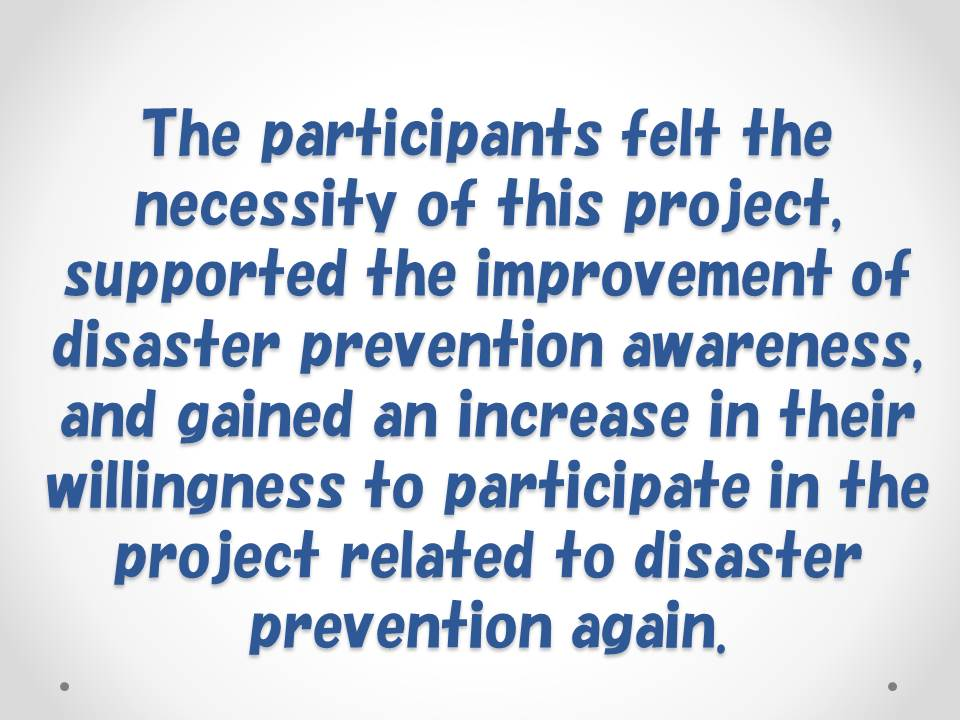 The participants felt the
necessity of this project,
supported the improvement of
disaster prevention awareness,
and gained an increase in their
willingness to participate in the
project related to disaster
prevention again.